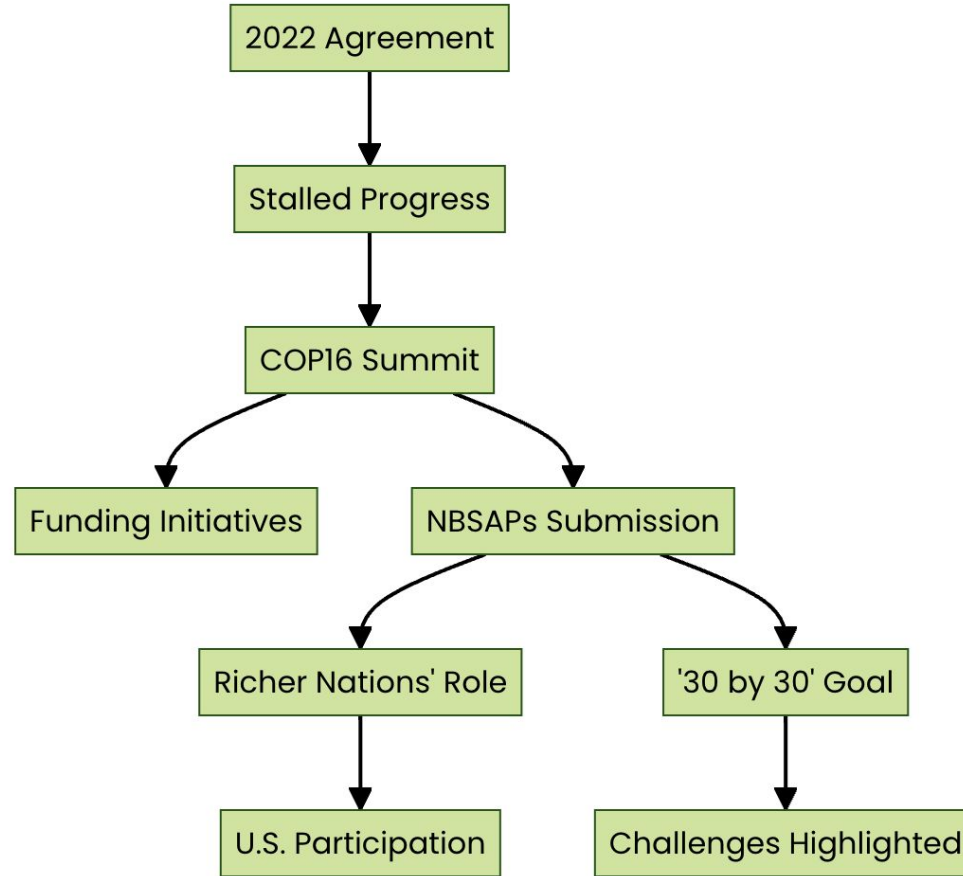 2022 Agreement
Stalled Progress
COP16 Summit
Funding Initiatives
NBSAPs Submission
Richer Nations' Role
'30 by 30' Goal
U.S. Participation
Challenges Highlighted